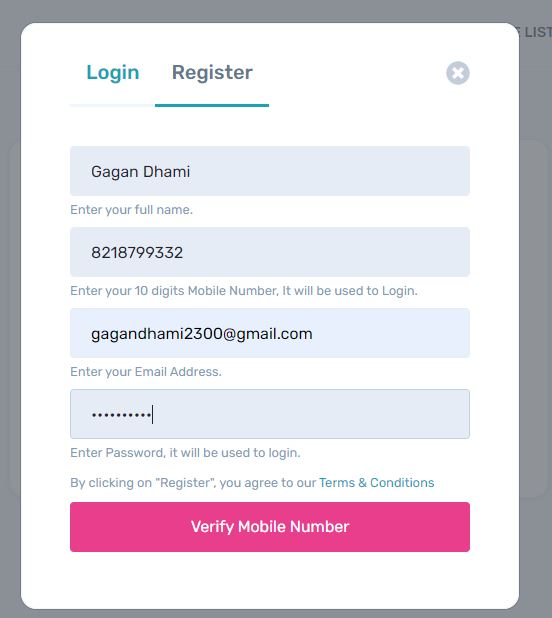 E LIST
Login Register
Gagan Dhami
Enter your full name.
8218799332
Enter your 10 digits Mobile Number, It will be used to Login.
gagandhami2300@gmail.com
Enter your Email Address.
••••••••••
Enter Password, it will be used to login.
By clicking on "Register", you agree to our Terms & Conditions
Verify Mobile Number